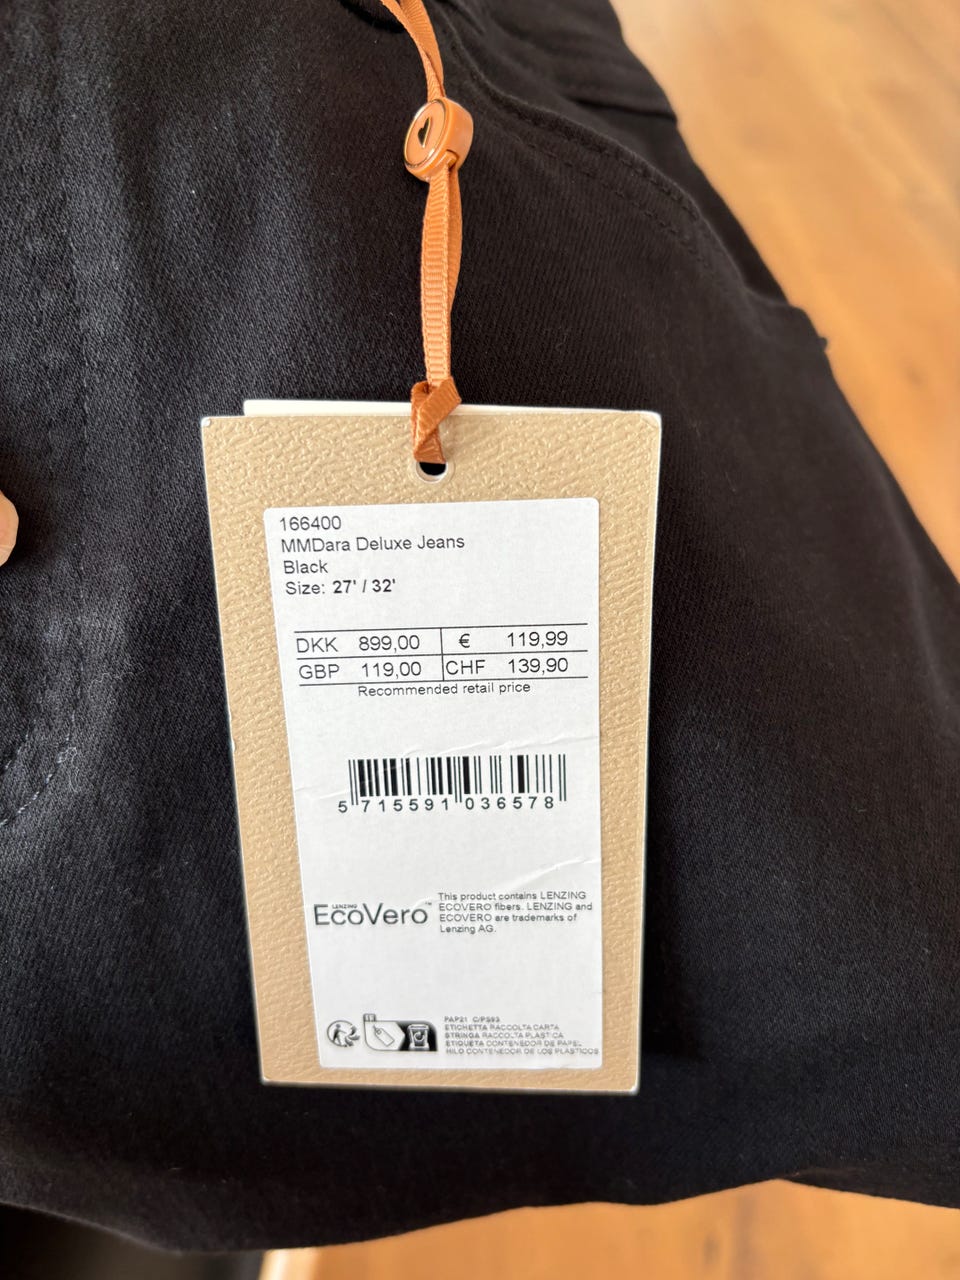 166400
MMDara Deluxe Jeans
Black
Size: 27' / 32'
DKK 899,00 € 119,99
GBP 119,00 CHF 139,90
Recommended retail price
5 715591 036578
LENZING
EcoVero™
This product contains LENZING
ECOVERO fibers. LENZING and
ECOVERO are trademarks of
Lenzing AG.
PAP21 C/PS93
ETICHETTA RACCOLTA CARTA
STRINGA RACCOLTA PLASTICA
ETIQUETA CONTENEDOR DE PAPEL
HILO CONTENEDOR DE LOS PLASTICOS